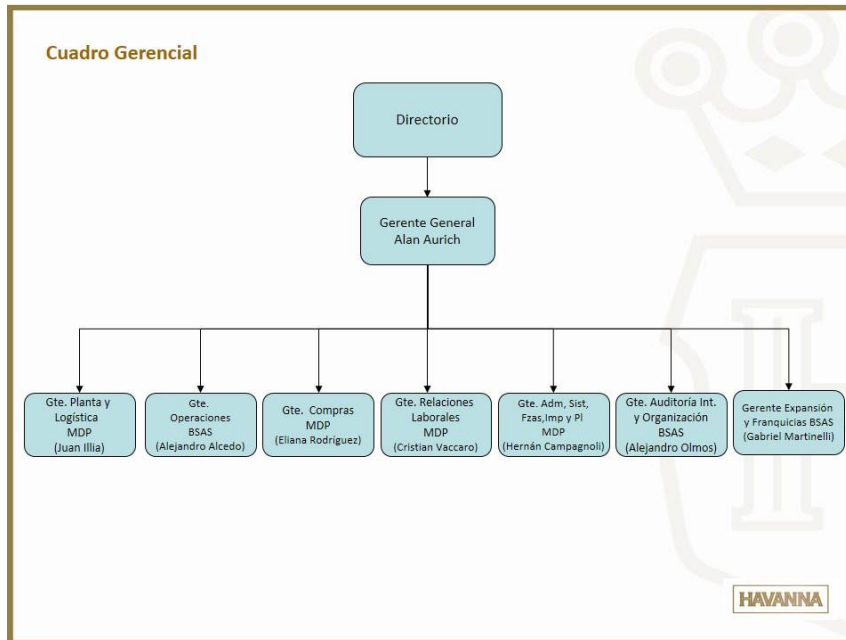 Cuadro Gerencial
Directorio
Gerente General
Alan Aurich
Gte. Planta y
Logística
MDP
(Juan Illia)
Gte.
Operaciones
BSAS
(Alejandro Alcedo)
Gte. Compras
MDP
(Eliana Rodríguez)
Gte. Relaciones
Laborales
MDP
(Cristian Vaccaro)
Gte. Adm, Sist,
Fzas,Imp y Pl
MDP
(Hernán Campagnoli)
Gte. Auditoría Int.
y Organización
BSAS
(Alejandro Olmos)
Gerente Expansión
y Franquicias BSAS
(Gabriel Martinelli)
HAVANNA